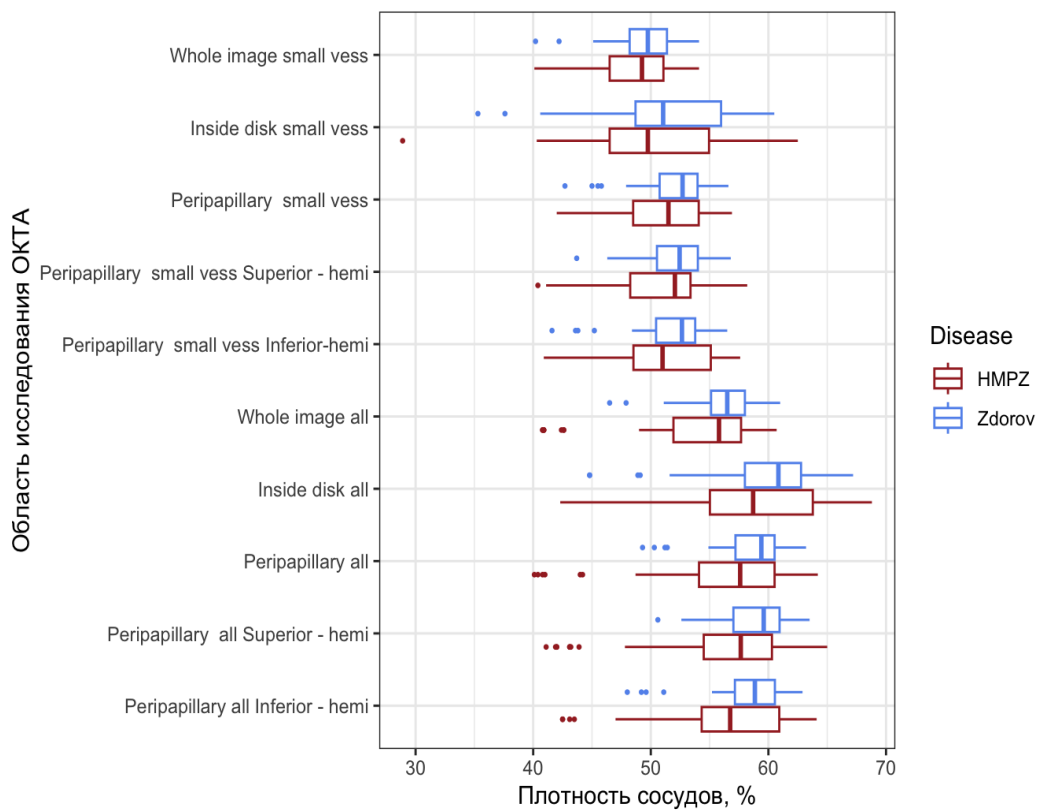 Whole image small vess
Inside disk small vess
Peripapillary  small vess
Peripapillary  small vess Superior - hemi
Peripapillary  small vess Inferior-hemi
Whole image all
Inside disk all
Peripapillary all
Peripapillary  all Superior - hemi
Peripapillary all Inferior - hemi
Область исследования ОКТА
30 40 50 60 70
Плотность сосудов, %
Disease
HMPZ
Zdorov